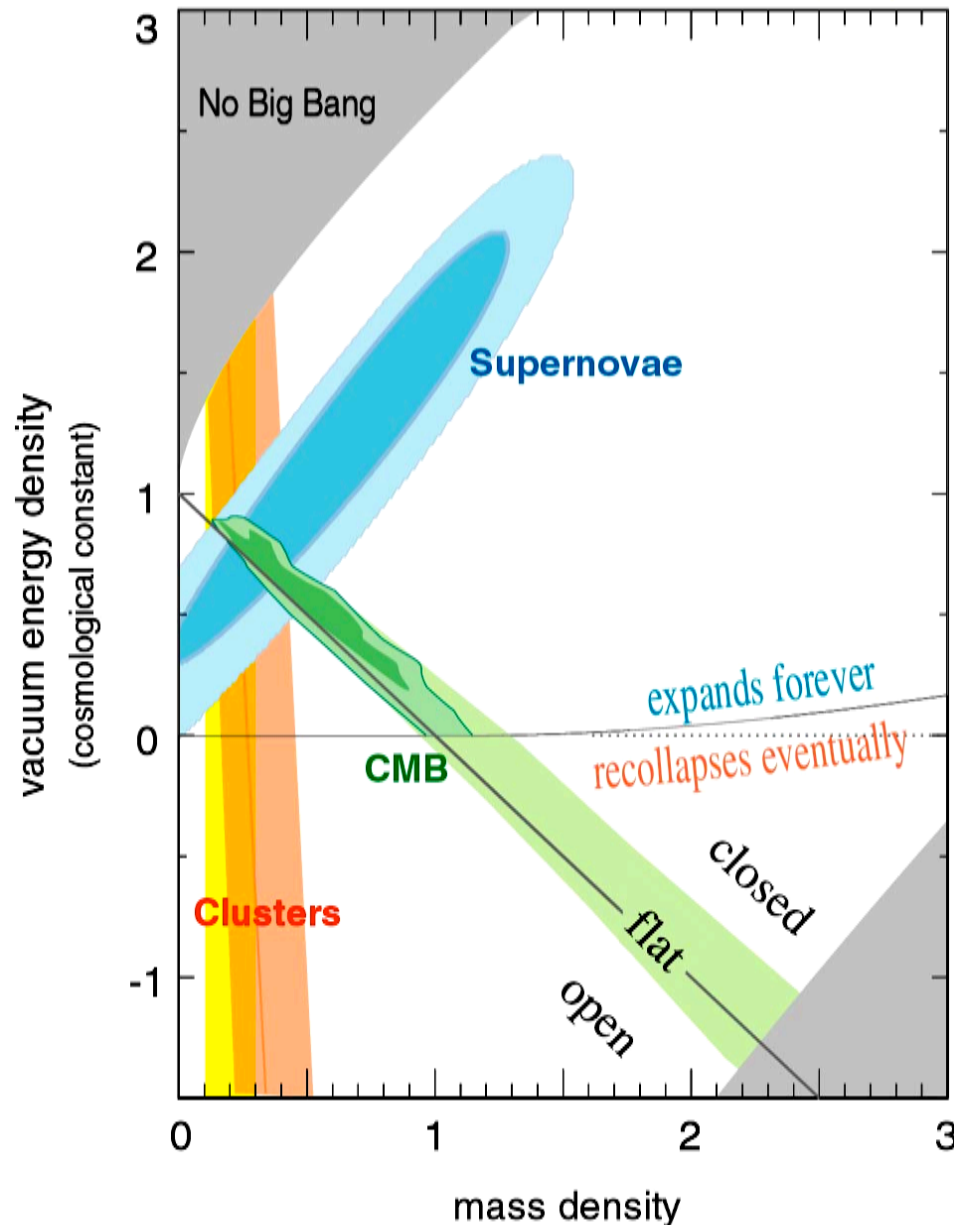 3
No Big Bang
2
Supernovae
vacuum energy density
(cosmological constant)
1
expands forever
0
recollapses eventually
CMB
closed
Clusters
flat
-1
open
0
1
2
3
mass density